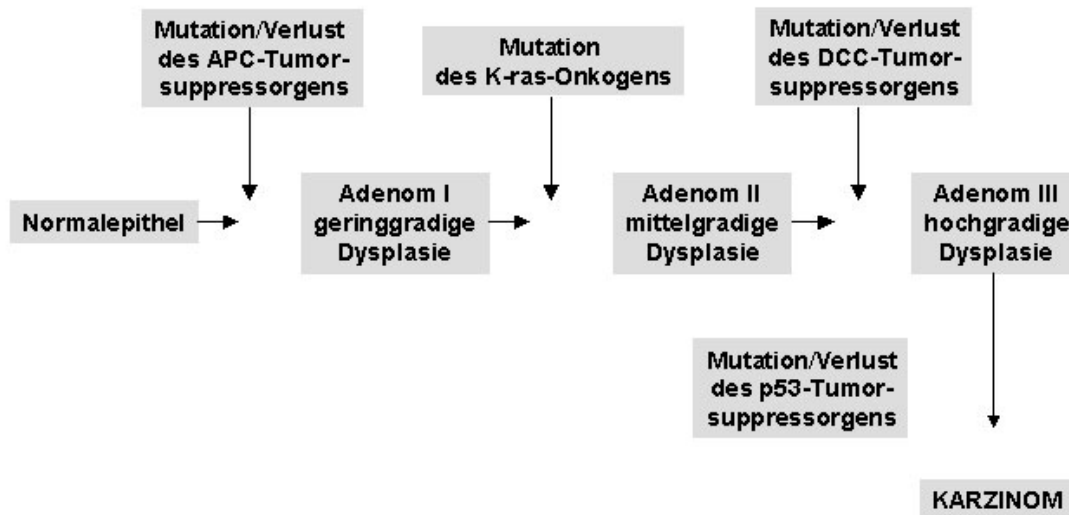 Mutation/Verlust
des APC-Tumor-
suppressorgens
Mutation
des K-ras-Onkogens
Mutation/Verlust
des DCC-Tumor-
suppressorgens
Normalepithel
Adenom I
geringgradige
Dysplasie
Adenom II
mittelgradige
Dysplasie
Adenom III
hochgradige
Dysplasie
Mutation/Verlust
des p53-Tumor-
suppressorgens
KARZINOM